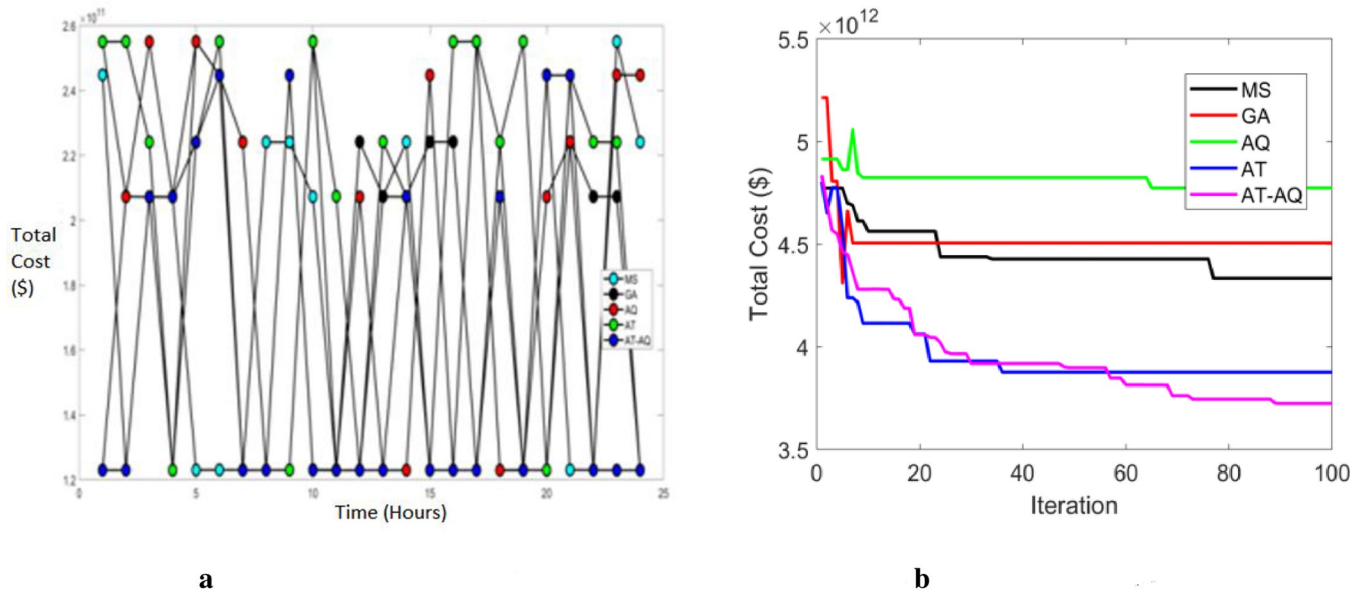 ×10¹¹
2.6
2.4
2.2
2
1.8
1.6
1.4
1.2
0
5
10
15
20
25
Total
Cost
($)
Time (Hours)
MS
GA
AQ
AT
AT-AQ
a
×10¹²
5.5
5
4.5
4
3.5
0
20
40
60
80
100
Total Cost ($)
Iteration
MS
GA
AQ
AT
AT-AQ
b